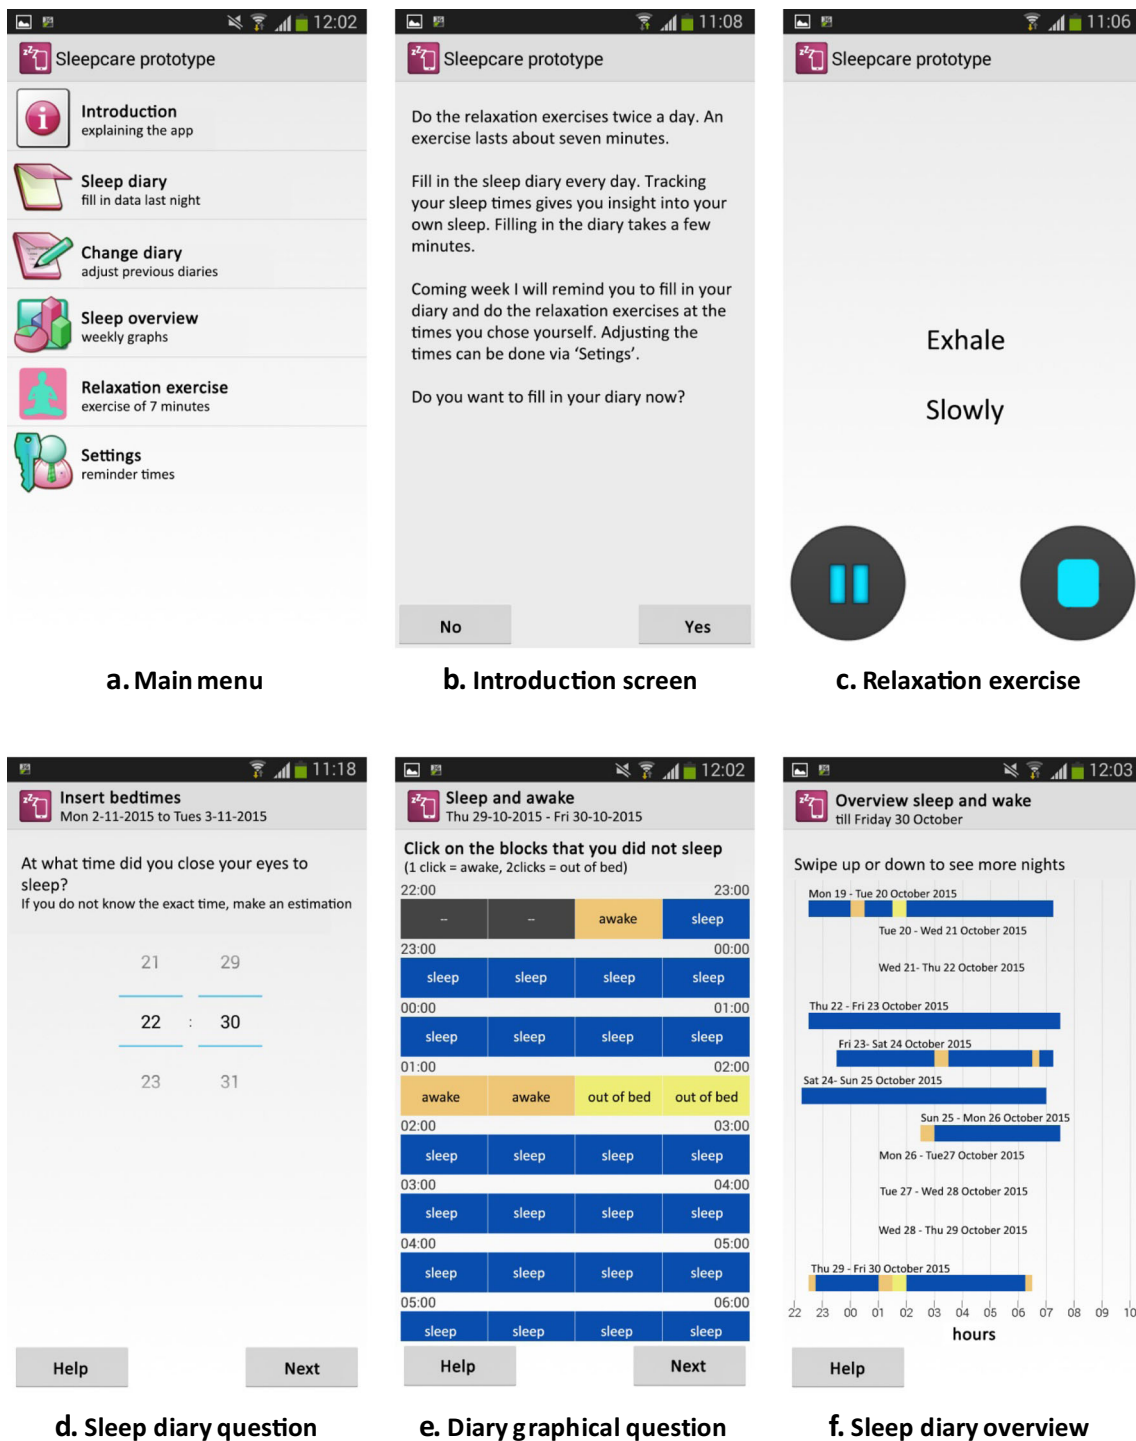 12:02
Sleepcare prototype
Introduction
explaining the app
Sleep diary
fill in data last night
Change diary
adjust previous diaries
Sleep overview
weekly graphs
Relaxation exercise
exercise of 7 minutes
Settings
reminder times
a. Main menu
11:08
Sleepcare prototype
Do the relaxation exercises twice a day. An
exercise lasts about seven minutes.
Fill in the sleep diary every day. Tracking
your sleep times gives you insight into your
own sleep. Filling in the diary takes a few
minutes.
Coming week I will remind you to fill in your
diary and do the relaxation exercises at the
times you chose yourself. Adjusting the
times can be done via ‘Setings’.
Do you want to fill in your diary now?
No Yes
b. Introduction screen
11:06
Sleepcare prototype
Exhale
Slowly
c. Relaxation exercise
11:18
Insert bedtimes
Mon 2-11-2015 to Tues 3-11-2015
At what time did you close your eyes to
sleep?
If you do not know the exact time, make an estimation
21 29
22 : 30
23 31
Help Next
d. Sleep diary question
12:02
Sleep and awake
Thu 29-10-2015 - Fri 30-10-2015
Click on the blocks that you did not sleep
(1 click = awake, 2clicks = out of bed)
22:00 23:00
-- -- awake sleep
23:00 00:00
sleep sleep sleep sleep
00:00 01:00
sleep sleep sleep sleep
01:00 02:00
awake awake out of bed out of bed
02:00 03:00
sleep sleep sleep sleep
03:00 04:00
sleep sleep sleep sleep
04:00 05:00
sleep sleep sleep sleep
05:00 06:00
sleep sleep sleep sleep
Help Next
e. Diary graphical question
12:03
Overview sleep and wake
till Friday 30 October
Swipe up or down to see more nights
Mon 19 - Tue 20 October 2015
Tue 20 - Wed 21 October 2015
Wed 21- Thu 22 October 2015
Thu 22 - Fri 23 October 2015
Fri 23- Sat 24 October 2015
Sat 24- Sun 25 October 2015
Sun 25 - Mon 26 October 2015
Mon 26 - Tue27 October 2015
Tue 27 - Wed 28 October 2015
Wed 28 - Thu 29 October 2015
Thu 29 - Fri 30 October 2015
22 23 00 01 02 03 04 05 06 07 08 09 10
hours
Help
f. Sleep diary overview